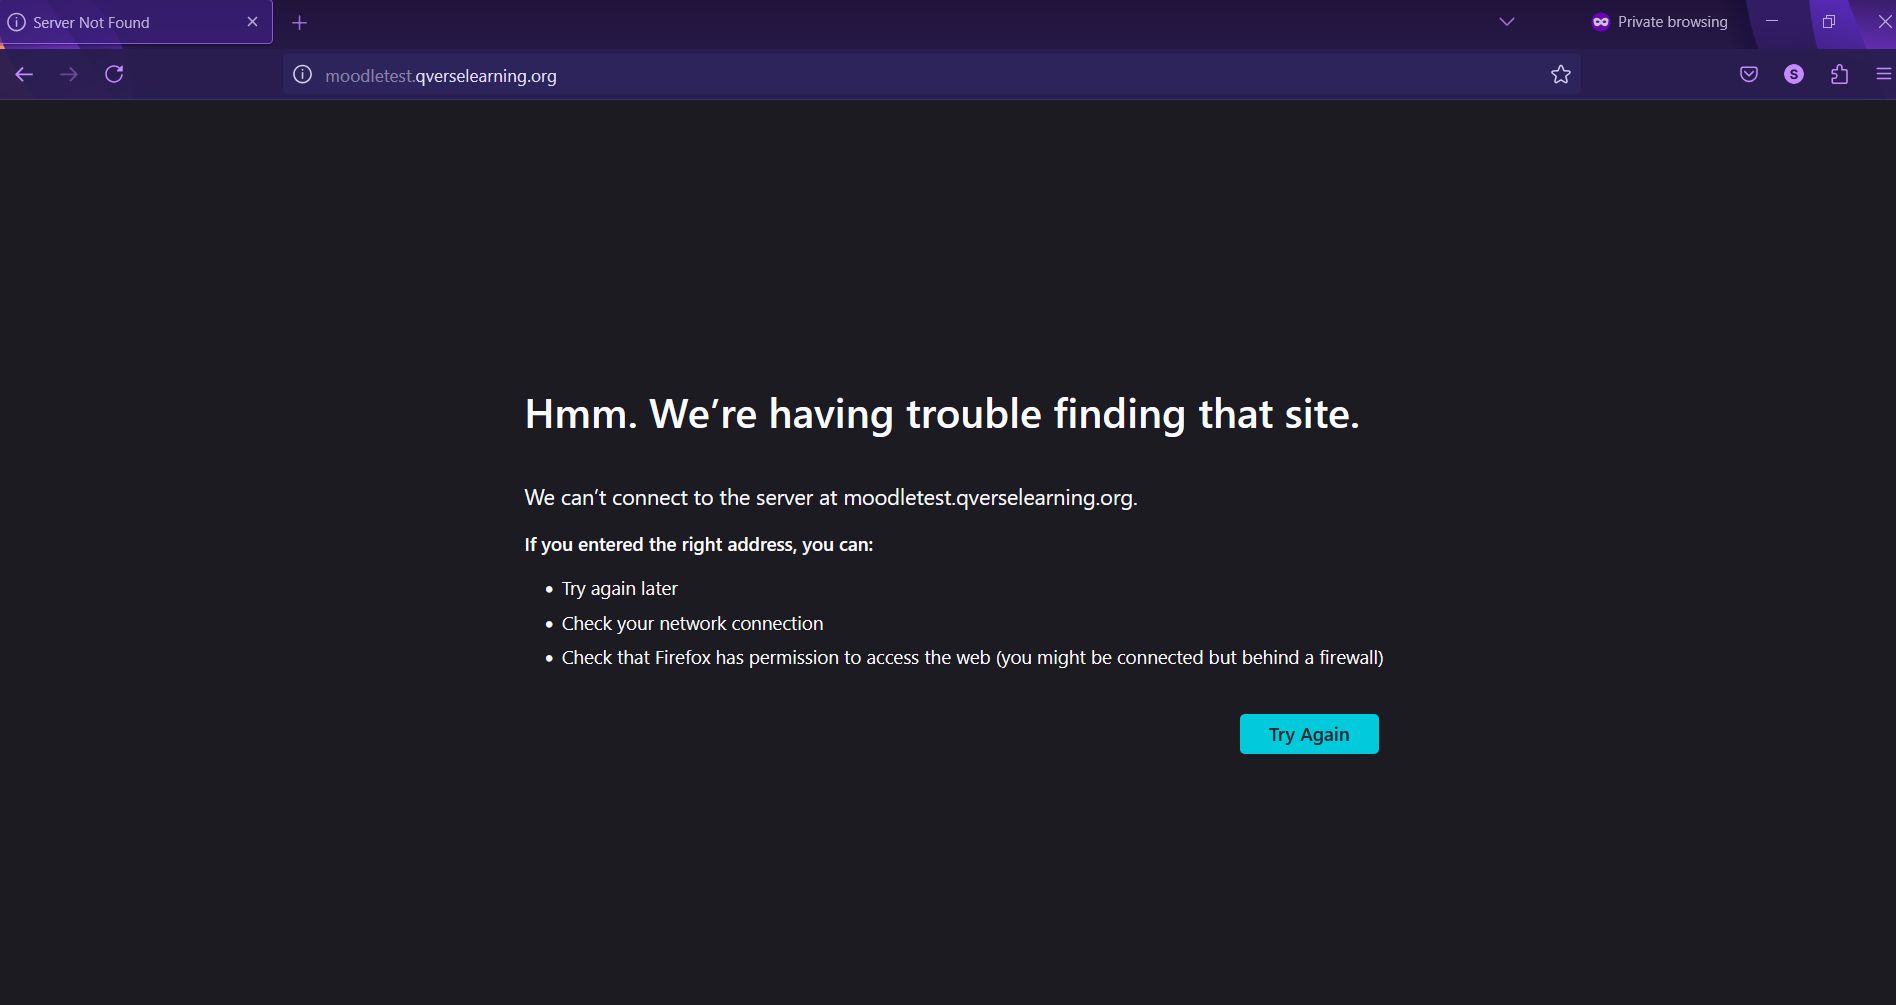 Server Not Found
Private browsing
moodletest.qverselearning.org
S
Hmm. We’re having trouble finding that site.
We can’t connect to the server at moodletest.qverselearning.org.
If you entered the right address, you can:
• Try again later
• Check your network connection
• Check that Firefox has permission to access the web (you might be connected but behind a firewall)
Try Again